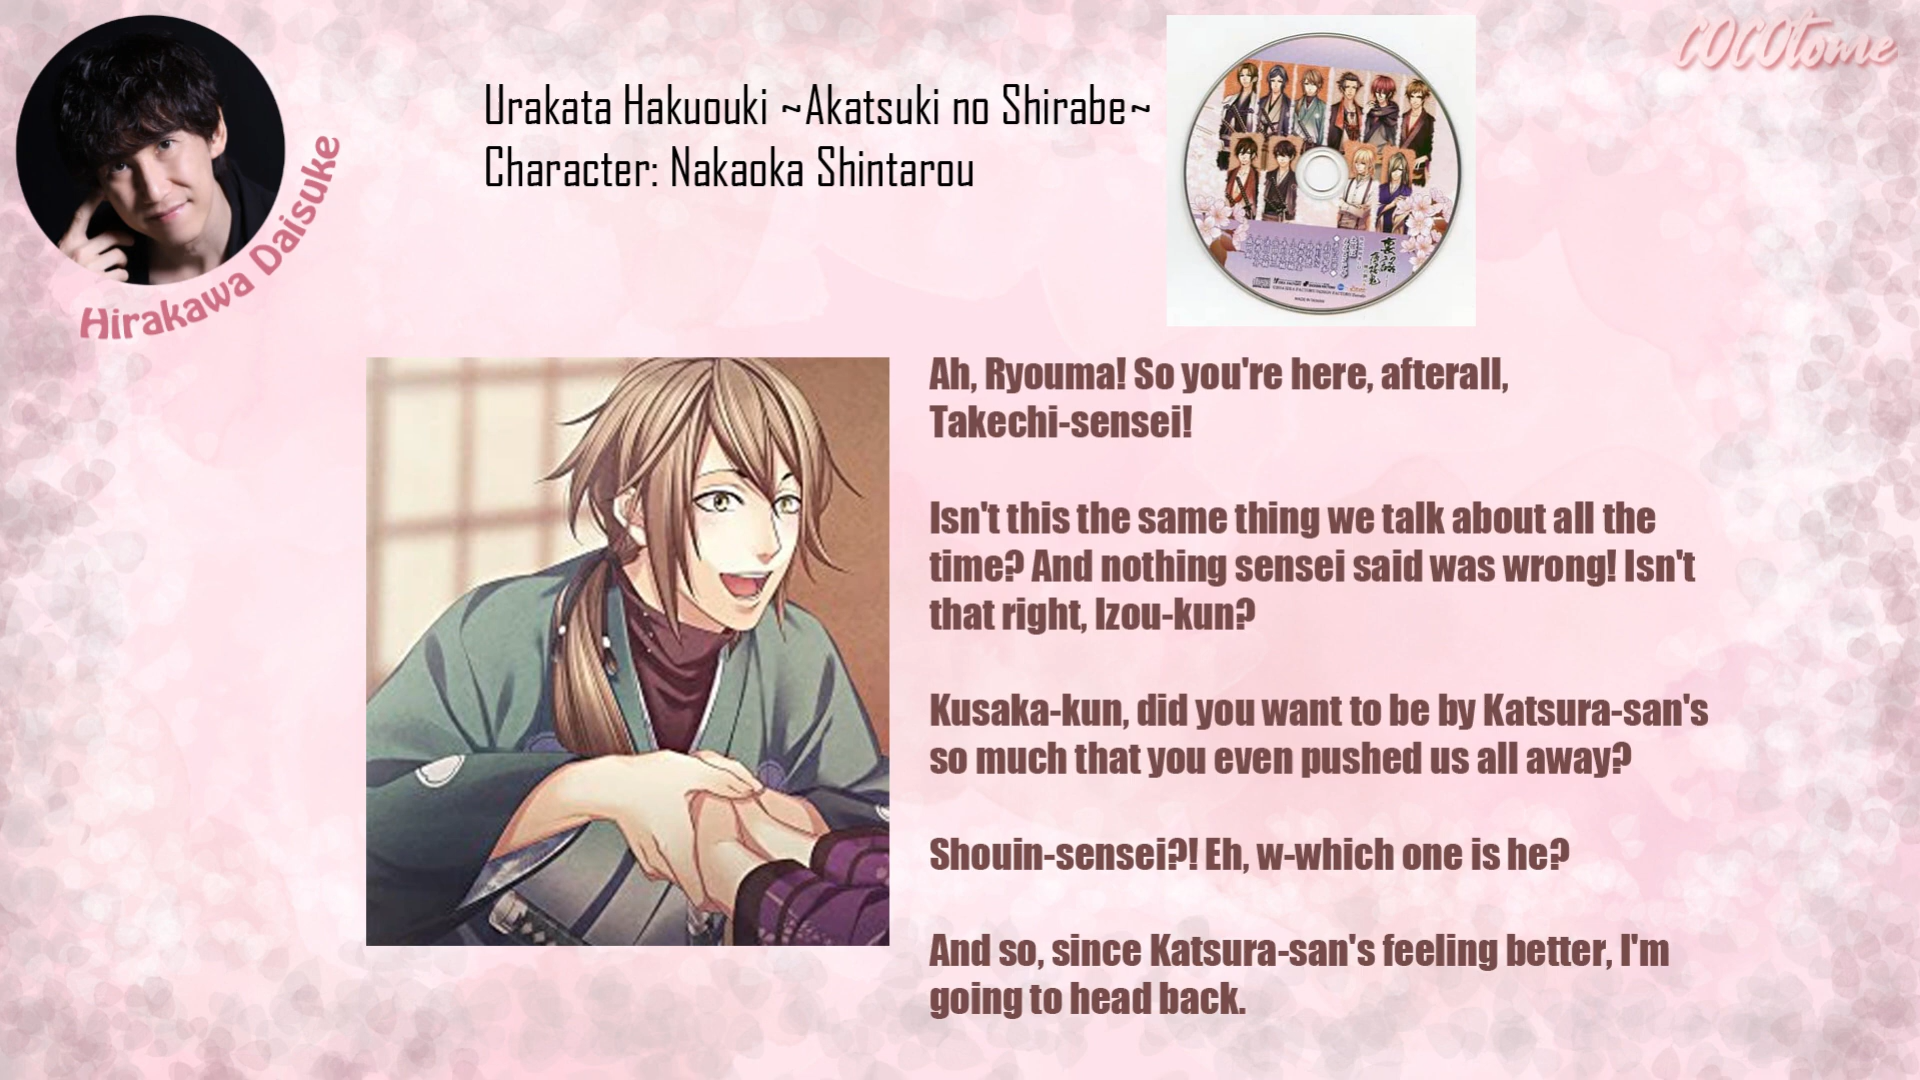 COCOtome
Urakata Hakuouki ~Akatsuki no Shirabe~
Character: Nakaoka Shintarou
Hirakawa Daisuke
Ah, Ryouma! So you're here, afterall,
Takechi-sensei!
Isn't this the same thing we talk about all the
time? And nothing sensei said was wrong! Isn't
that right, Izou-kun?
Kusaka-kun, did you want to be by Katsura-san's
so much that you even pushed us all away?
Shouin-sensei?! Eh, w-which one is he?
And so, since Katsura-san's feeling better, I'm
going to head back.